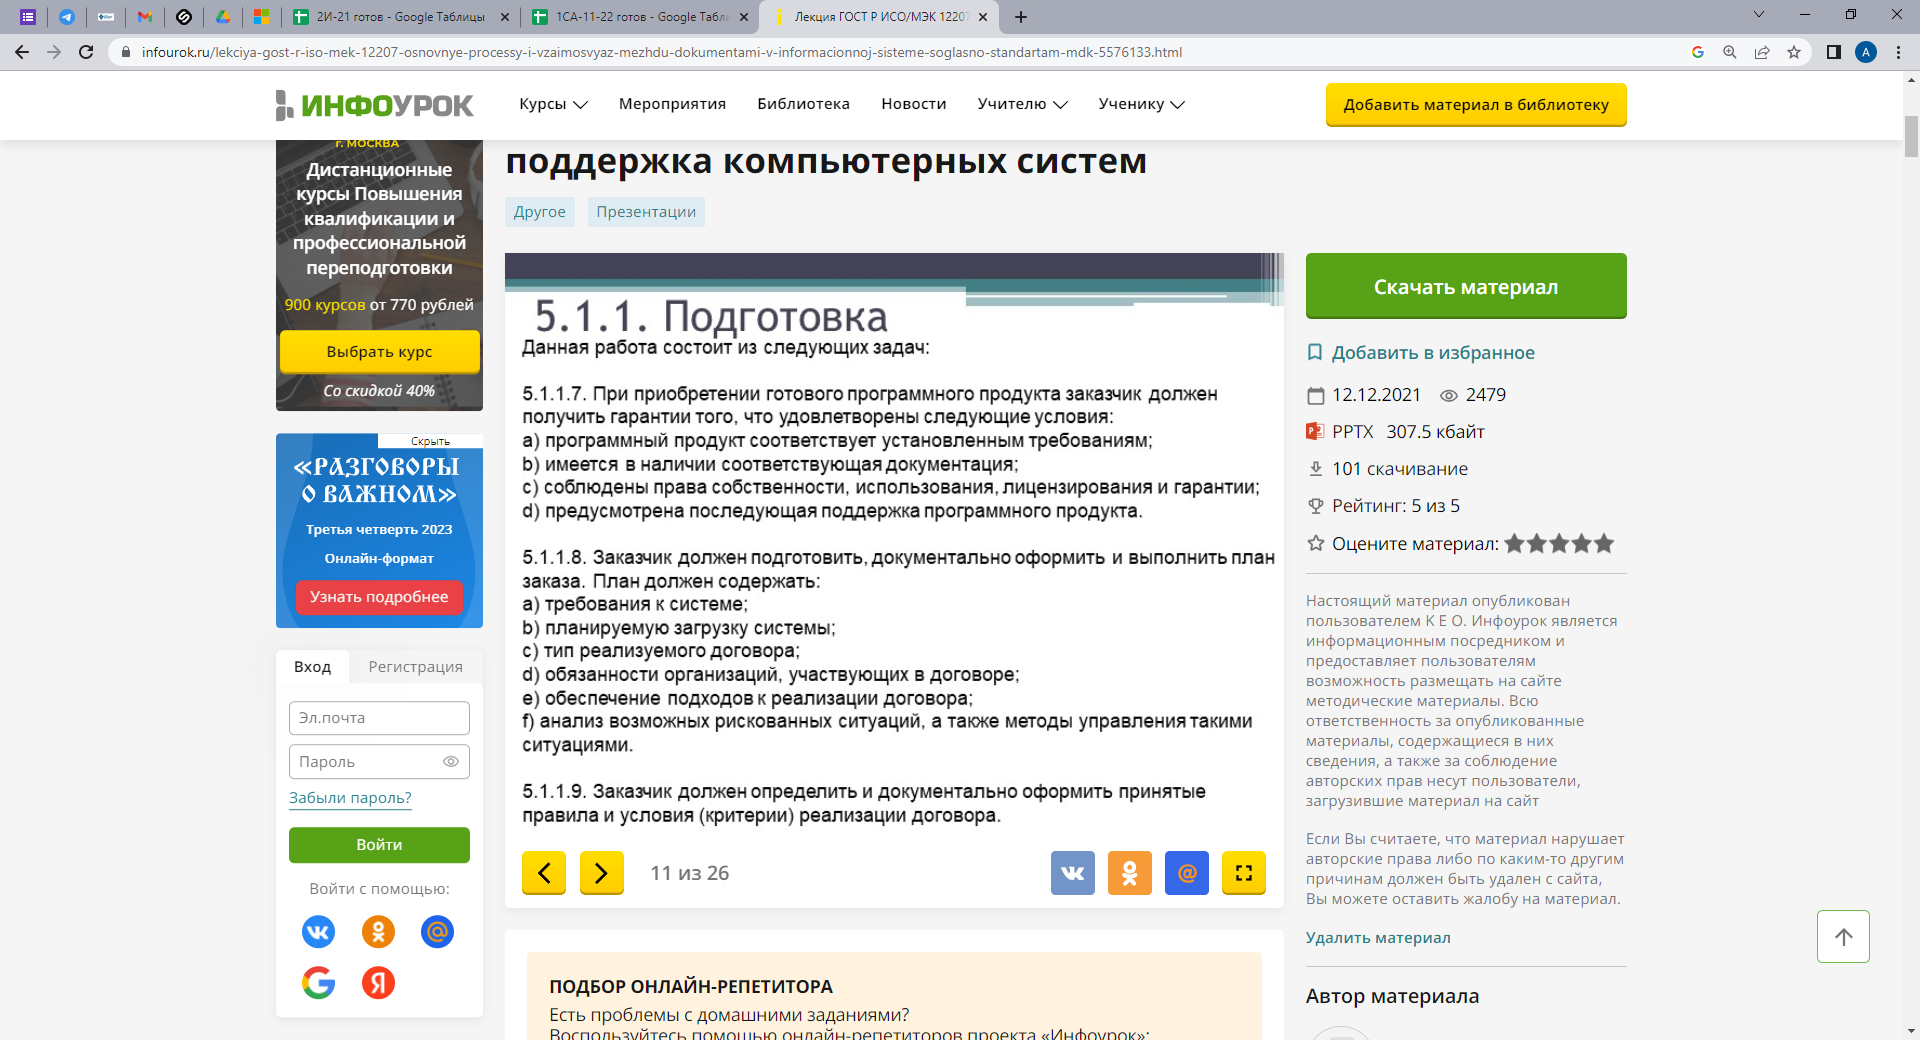 2И-21 готов - Google Таблицы
1СА-11-22 готов - Google Табл
Лекция ГОСТ Р ИСО/МЭК 12207
infourok.ru/lekciya-gost-r-iso-mek-12207-osnovnye-processy-i-vzaimosvyaz-mezhdu-dokumentami-v-informacionnoj-sisteme-soglasno-standartam-mdk-5576133.html
A
ИНФОУРОК
Курсы
Мероприятия
Библиотека
Новости
Учителю
Ученику
Добавить материал в библиотеку
г. МОСКВА
Дистанционные
курсы Повышения
квалификации и
профессиональной
переподготовки
900 курсов от 770 рублей
Выбрать курс
Со скидкой 40%
Скрыть
«РАЗГОВОРЫ
О ВАЖНОМ»
Третья четверть 2023
Онлайн-формат
Узнать подробнее
Вход
Регистрация
Эл.почта
Пароль
Забыли пароль?
Войти
Войти с помощью:
поддержка компьютерных систем
Другое
Презентации
5.1.1. Подготовка
Данная работа состоит из следующих задач:
5.1.1.7. При приобретении готового программного продукта заказчик должен
получить гарантии того, что удовлетворены следующие условия:
a) программный продукт соответствует установленным требованиям;
b) имеется в наличии соответствующая документация;
c) соблюдены права собственности, использования, лицензирования и гарантии;
d) предусмотрена последующая поддержка программного продукта.
5.1.1.8. Заказчик должен подготовить, документально оформить и выполнить план
заказа. План должен содержать:
a) требования к системе;
b) планируемую загрузку системы;
c) тип реализуемого договора;
d) обязанности организаций, участвующих в договоре;
e) обеспечение подходов к реализации договора;
f) анализ возможных рискованных ситуаций, а также методы управления такими
ситуациями.
5.1.1.9. Заказчик должен определить и документально оформить принятые
правила и условия (критерии) реализации договора.
11 из 26
ПОДБОР ОНЛАЙН-РЕПЕТИТОРА
Есть проблемы с домашними заданиями?
Воспользуйтесь помощью онлайн-репетиторов проекта «Инфоурок»:
Скачать материал
Добавить в избранное
12.12.2021
2479
PPTX 307.5 кбайт
101 скачивание
Рейтинг: 5 из 5
Оцените материал:
Настоящий материал опубликован
пользователем K E O. Инфоурок является
информационным посредником и
предоставляет пользователям
возможность размещать на сайте
методические материалы. Всю
ответственность за опубликованные
материалы, содержащиеся в них
сведения, а также за соблюдение
авторских прав несут пользователи,
загрузившие материал на сайт
Если Вы считаете, что материал нарушает
авторские права либо по каким-то другим
причинам должен быть удален с сайта,
Вы можете оставить жалобу на материал.
Удалить материал
Автор материала